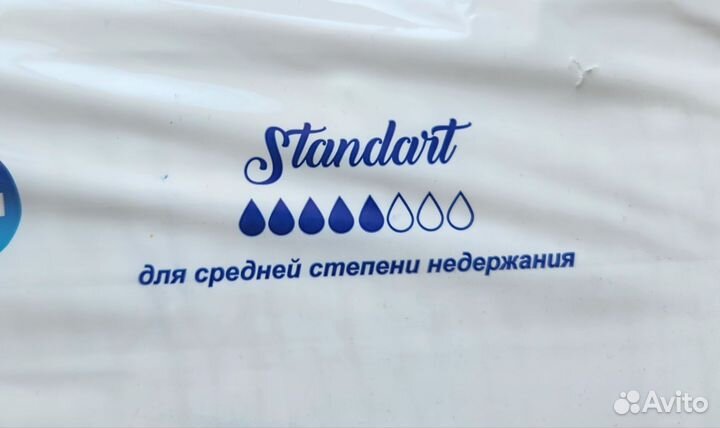 Standart
для средней степени недержания
Avito